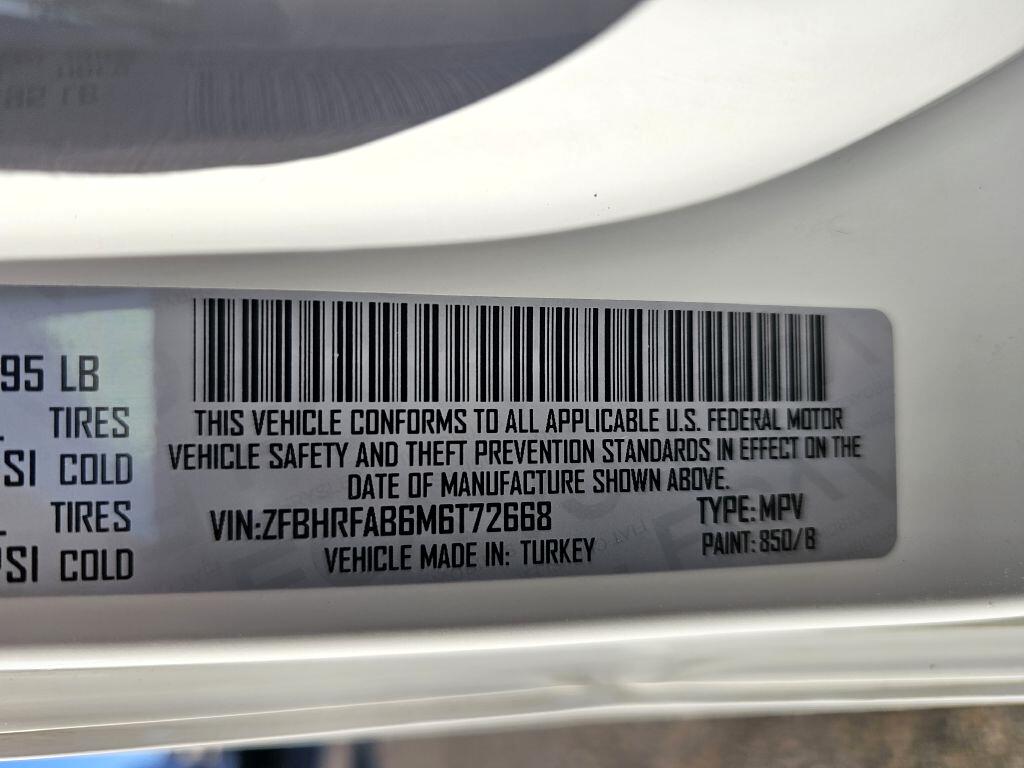 95 LB
TIRES
SI COLD
TIRES
PSI COLD
THIS VEHICLE CONFORMS TO ALL APPLICABLE U.S. FEDERAL MOTOR
VEHICLE SAFETY AND THEFT PREVENTION STANDARDS IN EFFECT ON THE
DATE OF MANUFACTURE SHOWN ABOVE.
VIN:ZFBHRFAB6M6T72668
TYPE:MPV
VEHICLE MADE IN: TURKEY
PAINT: 850/B